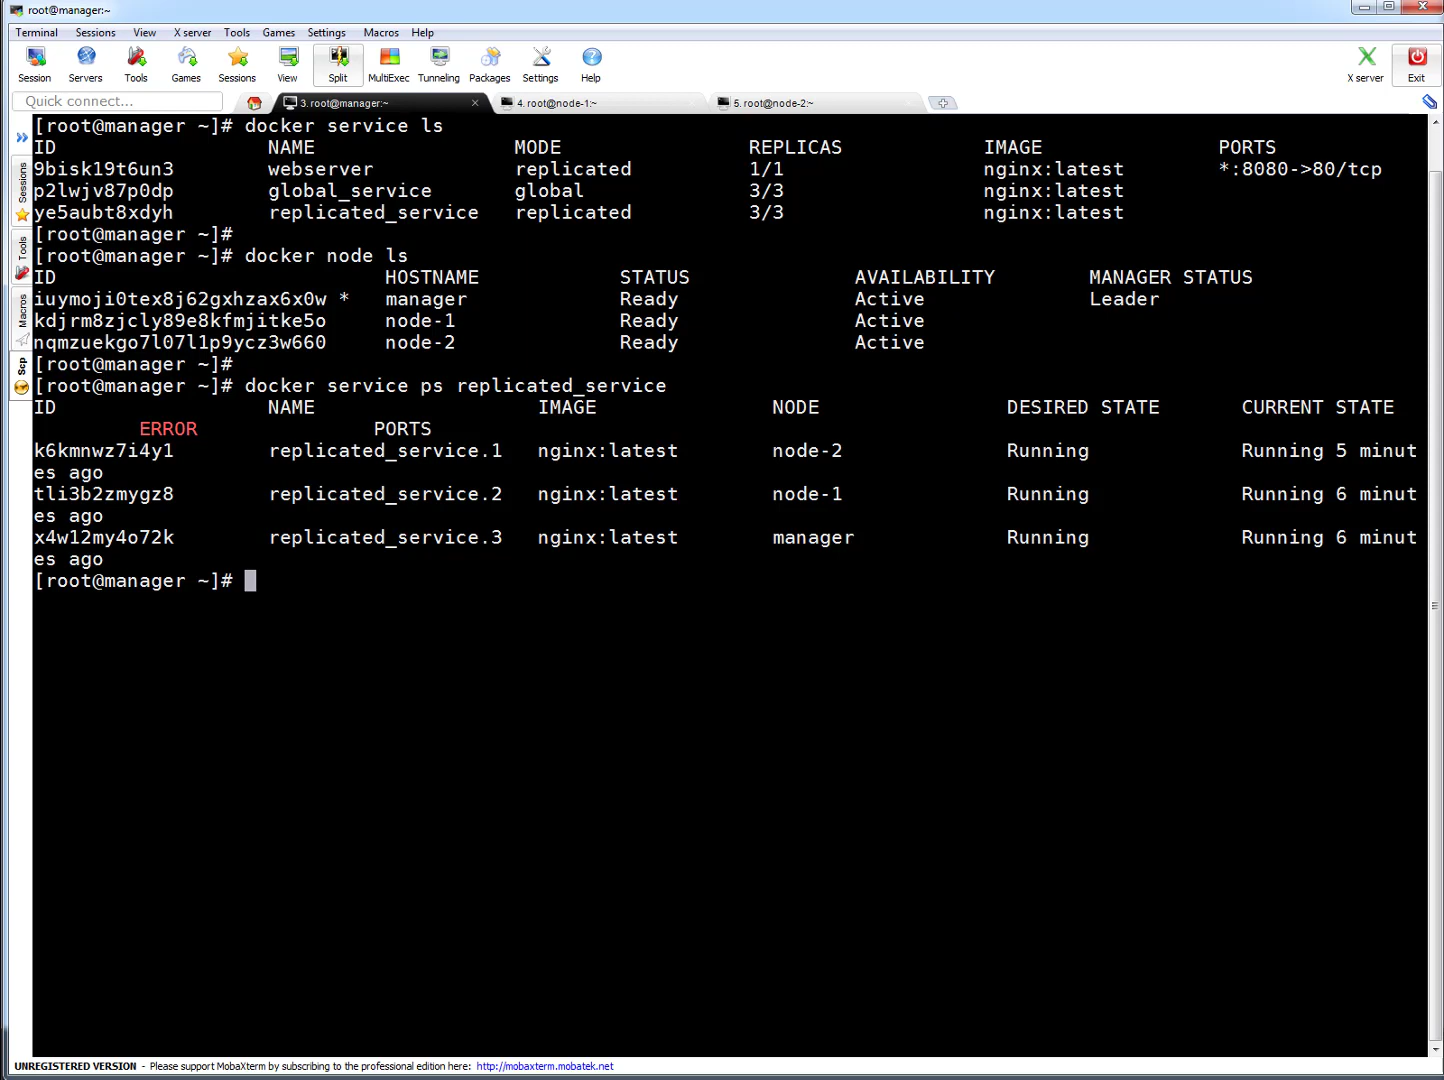 root@manager:~
Terminal Sessions View X server Tools Games Settings Macros Help
Session Servers Tools Games Sessions View Split MultiExec Tunneling Packages Settings Help X server Exit
Quick connect... 3. root@manager:~ 4. root@node-1:~ 5. root@node-2:~
Sessions
Tools
Macros
Scp
[root@manager ~]# docker service ls
ID NAME MODE REPLICAS IMAGE PORTS
9bisk19t6un3 webserver replicated 1/1 nginx:latest *:8080->80/tcp
p2lwjv87p0dp global_service global 3/3 nginx:latest
ye5aubt8xdyh replicated_service replicated 3/3 nginx:latest
[root@manager ~]#
[root@manager ~]# docker node ls
ID HOSTNAME STATUS AVAILABILITY MANAGER STATUS
iuymoji0tex8j62gxhzax6x0w * manager Ready Active Leader
kdjrm8zjcly89e8kfmjitke5o node-1 Ready Active
nqmzuekgo7l07l1p9ycz3w660 node-2 Ready Active
[root@manager ~]#
[root@manager ~]# docker service ps replicated_service
ID NAME IMAGE NODE DESIRED STATE CURRENT STATE
ERROR PORTS
k6kmnwz7i4y1 replicated_service.1 nginx:latest node-2 Running Running 5 minut
es ago
tli3b2zmygz8 replicated_service.2 nginx:latest node-1 Running Running 6 minut
es ago
x4w12my4o72k replicated_service.3 nginx:latest manager Running Running 6 minut
es ago
[root@manager ~]#
UNREGISTERED VERSION - Please support MobaXterm by subscribing to the professional edition here: http://mobaxterm.mobatek.net